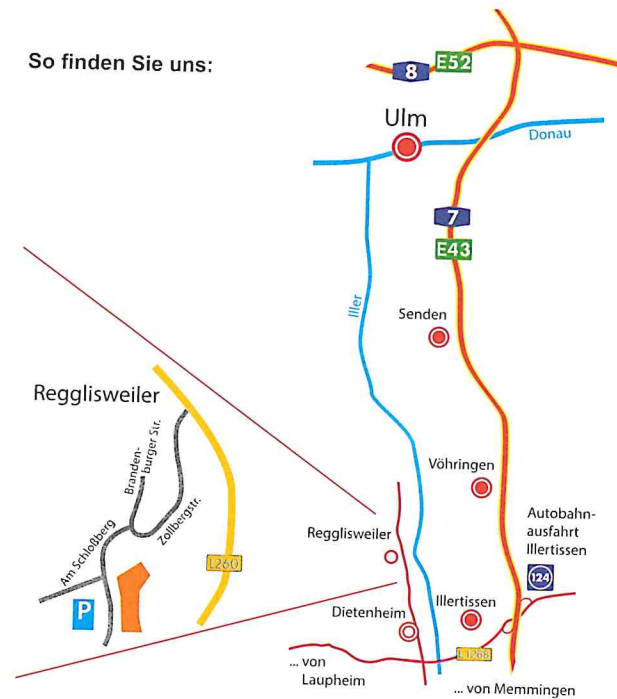 So finden Sie uns:
8
E52
Ulm
Donau
7
E43
Iller
Senden
Regglisweiler
Branden-
burger Str.
Zollbergstr.
Am Schloßberg
L260
P
Vöhringen
Autobahn-
ausfahrt
Illertissen
124
Regglisweiler
Dietenheim
Illertissen
... von
Laupheim
... von Memmingen